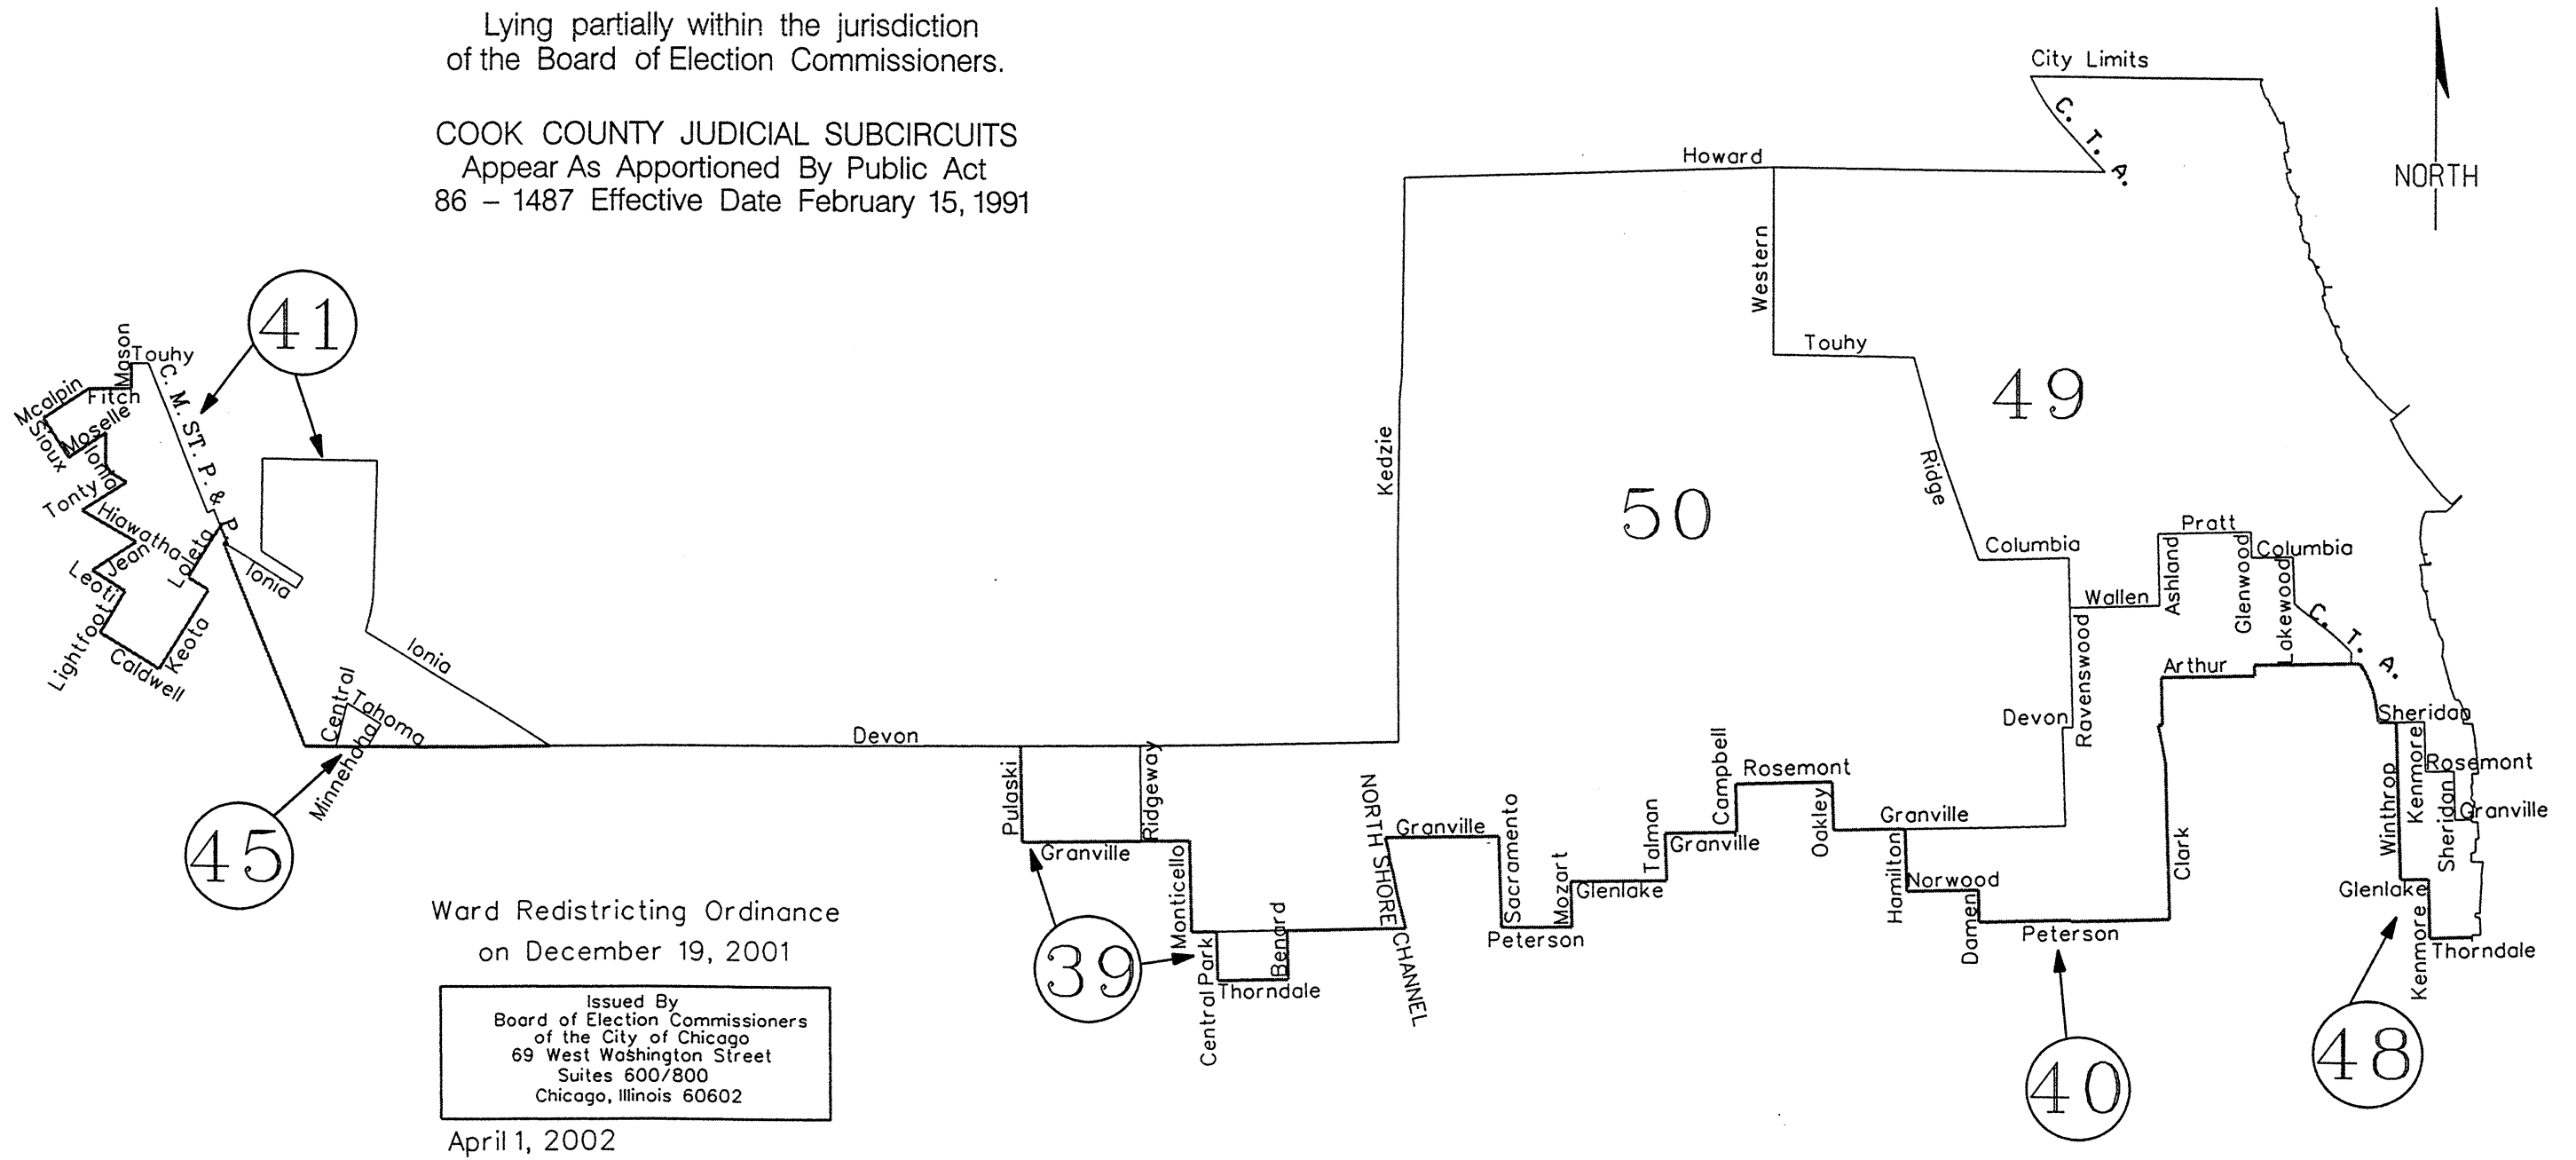 Lying partially within the jurisdiction
of the Board of Election Commissioners.
COOK COUNTY JUDICIAL SUBCIRCUITS
Appear As Apportioned By Public Act
86 – 1487 Effective Date February 15, 1991
City Limits
C. T. A.
NORTH
Howard
Western
Touhy
49
Ridge
Kedzie
50
Columbia
Wallen
Ashland
Pratt
Glenwood
Columbia
Lakewood
C. T. A.
Ravenswood
Devon
Arthur
41
Mason
Touhy
Mcalpin
Fitch
Sioux
Moselle
Ionia
C. M. ST. P. & P.
Tonty
Hiawatha
Jean
Leoti
Loleta
Lightfoot
Caldwell
Keota
Ionia
Ionia
Central
Tahoma
Minnehaha
45
Devon
Pulaski
Ridgeway
Granville
Monticello
39
Central Park
Benard
Thorndale
NORTH SHORE CHANNEL
Granville
Sacramento
Peterson
Mozart
Glenlake
Talman
Granville
Campbell
Rosemont
Oakley
Granville
Hamilton
Norwood
Damen
Peterson
40
Clark
Sheridan
Kenmore
Winthrop
Rosemont
Sheridan
Granville
Glenlake
Kenmore
Thorndale
48
Ward Redistricting Ordinance
on December 19, 2001
Issued By
Board of Election Commissioners
of the City of Chicago
69 West Washington Street
Suites 600/800
Chicago, Illinois 60602
April 1, 2002